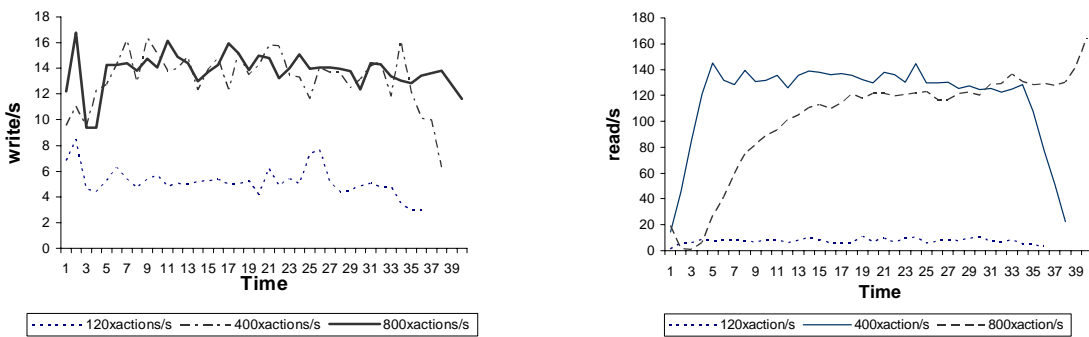 18
16
14
12
10
8
6
4
2
0
write/s
1 3 5 7 9 11 13 15 17 19 21 23 25 27 29 31 33 35 37 39
Time
120xactions/s 400xactions/s 800xactions/s
180
160
140
120
100
80
60
40
20
0
read/s
1 3 5 7 9 11 13 15 17 19 21 23 25 27 29 31 33 35 37 39
Time
120xaction/s 400xaction/s 800xaction/s